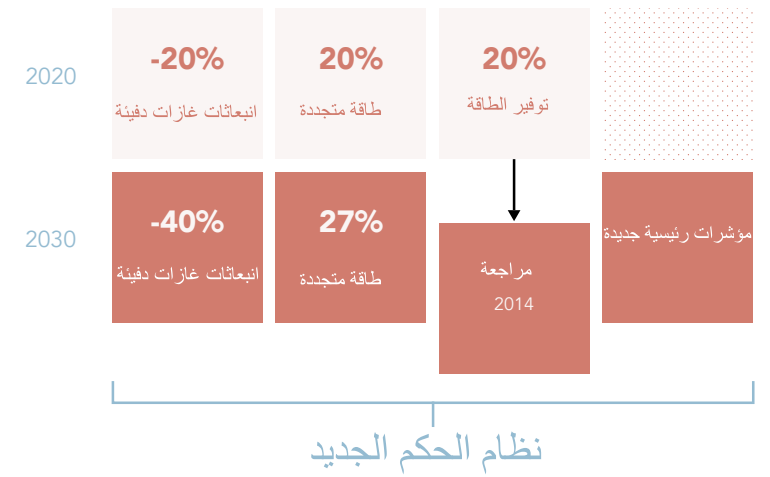 2020
-20%
انبعاثات غازات دفيئة
20%
طاقة متجددة
20%
توفير الطاقة
2030
-40%
انبعاثات غازات دفيئة
27%
طاقة متجددة
مراجعة
2014
مؤشرات رئيسية جديدة
نظام الحكم الجديد